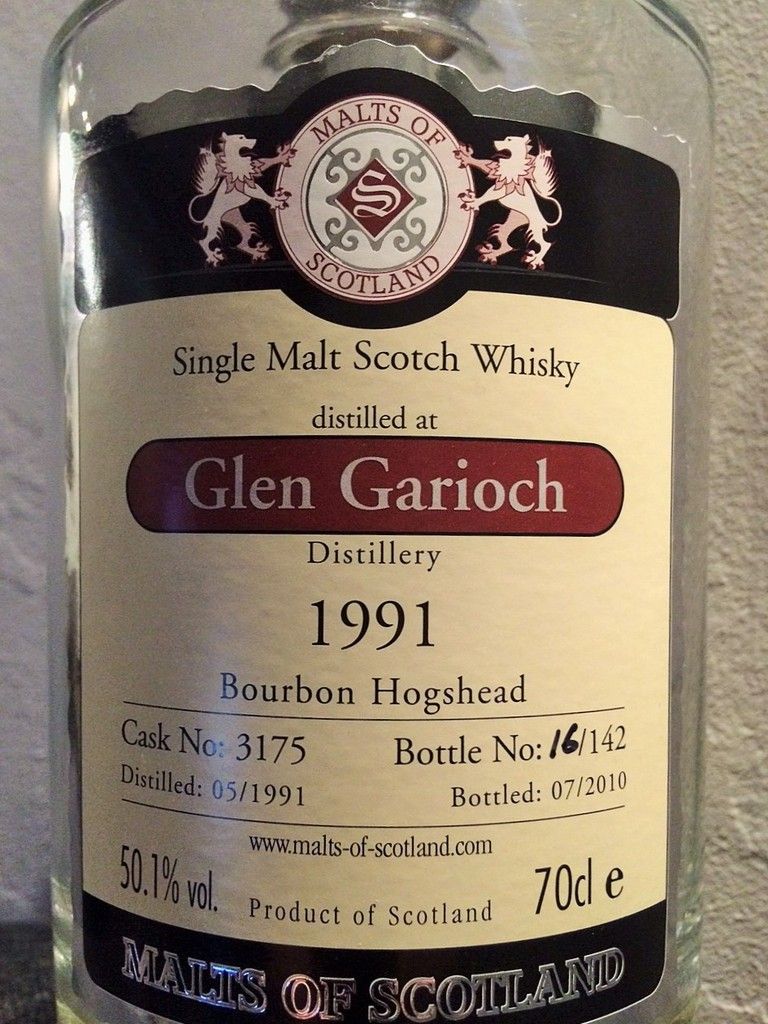 MALTS OF
S
SCOTLAND
Single Malt Scotch Whisky
distilled at
Glen Garioch
Distillery
1991
Bourbon Hogshead
Cask No: 3175 Bottle No: 16/142
Distilled: 05/1991 Bottled: 07/2010
www.malts-of-scotland.com
50.1% vol. Product of Scotland 70cl e
MALTS OF SCOTLAND